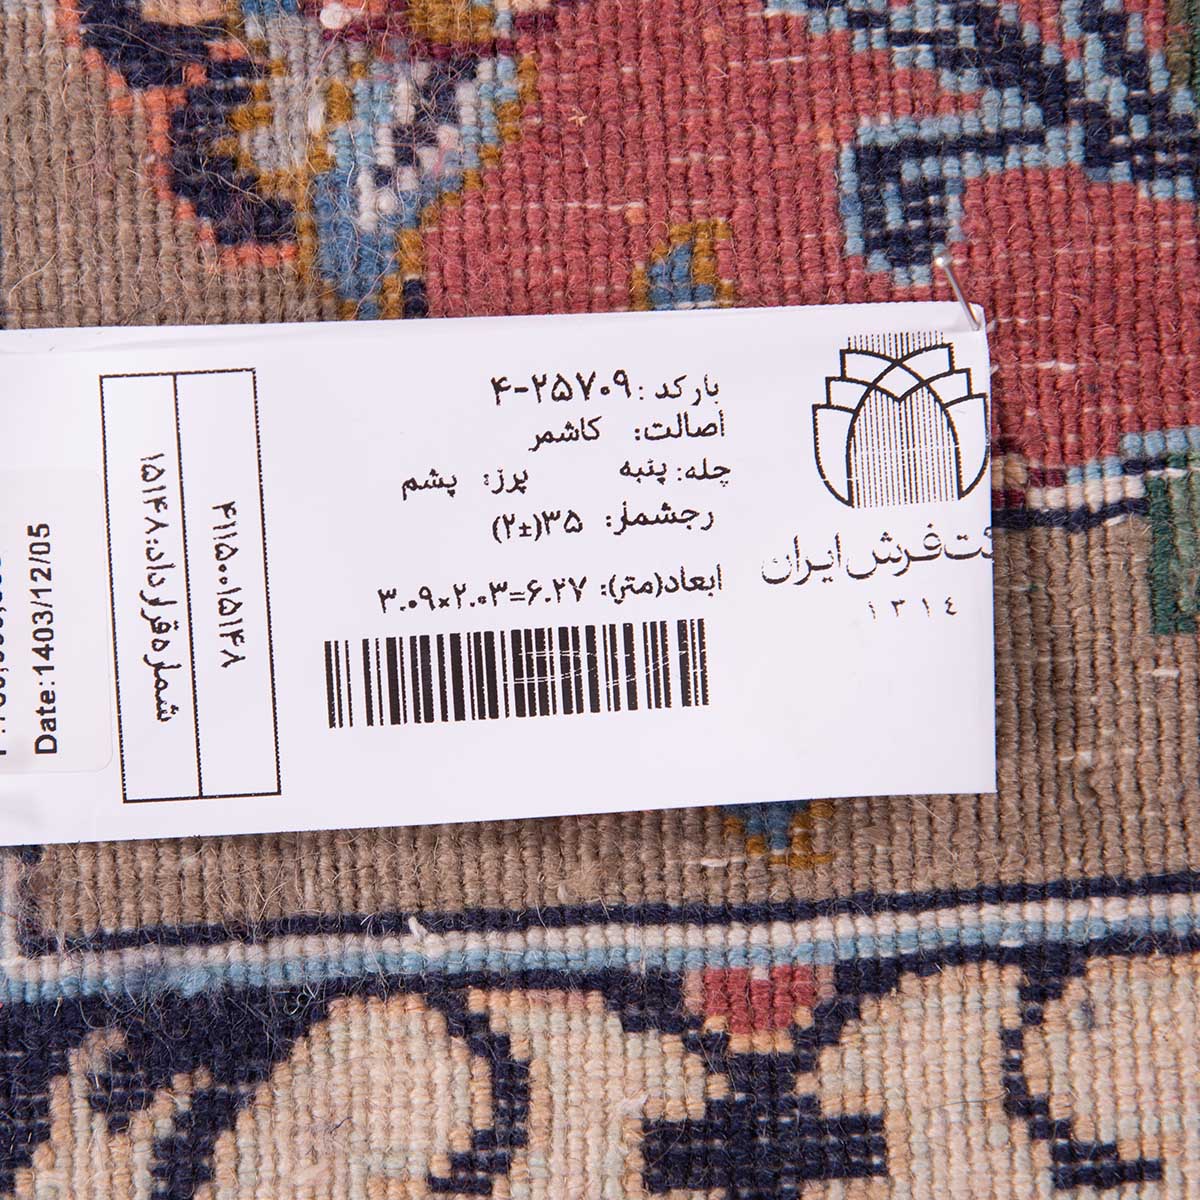 بارکد: ۴-۲۵۷۰۹
اصالت: کاشمر
چله: پنبه پرز: پشم
رجشمار: ۳۵(±۲)
ابعاد(متر): ۳.۰۹×۲.۰۳=۶.۲۷
فرش ایران
١٣١٤
۴۱۱۵۰۰۱۵۱۴۸
شماره قرارداد: ۱۵۱۴۸
Date:1403/12/05